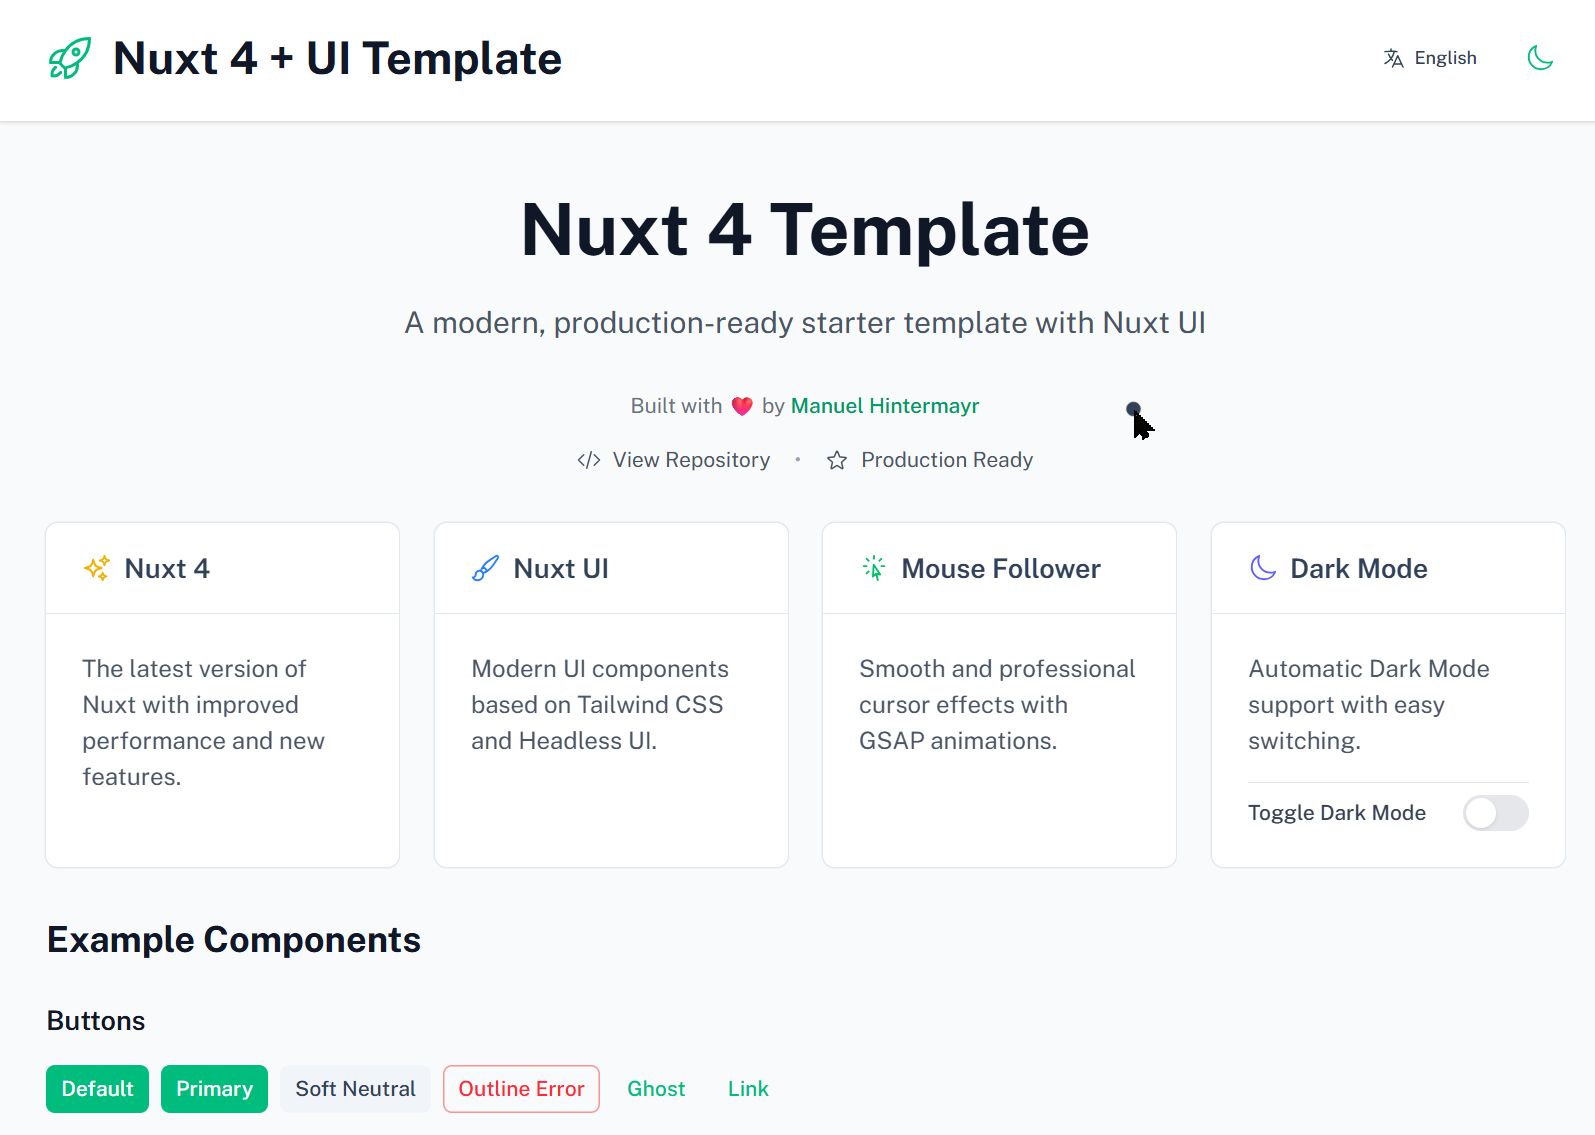 Nuxt 4 + UI Template
English
Nuxt 4 Template
A modern, production-ready starter template with Nuxt UI
Built with ❤️ by Manuel Hintermayr
View Repository • Production Ready
Nuxt 4
The latest version of
Nuxt with improved
performance and new
features.
Nuxt UI
Modern UI components
based on Tailwind CSS
and Headless UI.
Mouse Follower
Smooth and professional
cursor effects with
GSAP animations.
Dark Mode
Automatic Dark Mode
support with easy
switching.
Toggle Dark Mode
Example Components
Buttons
Default Primary Soft Neutral Outline Error Ghost Link